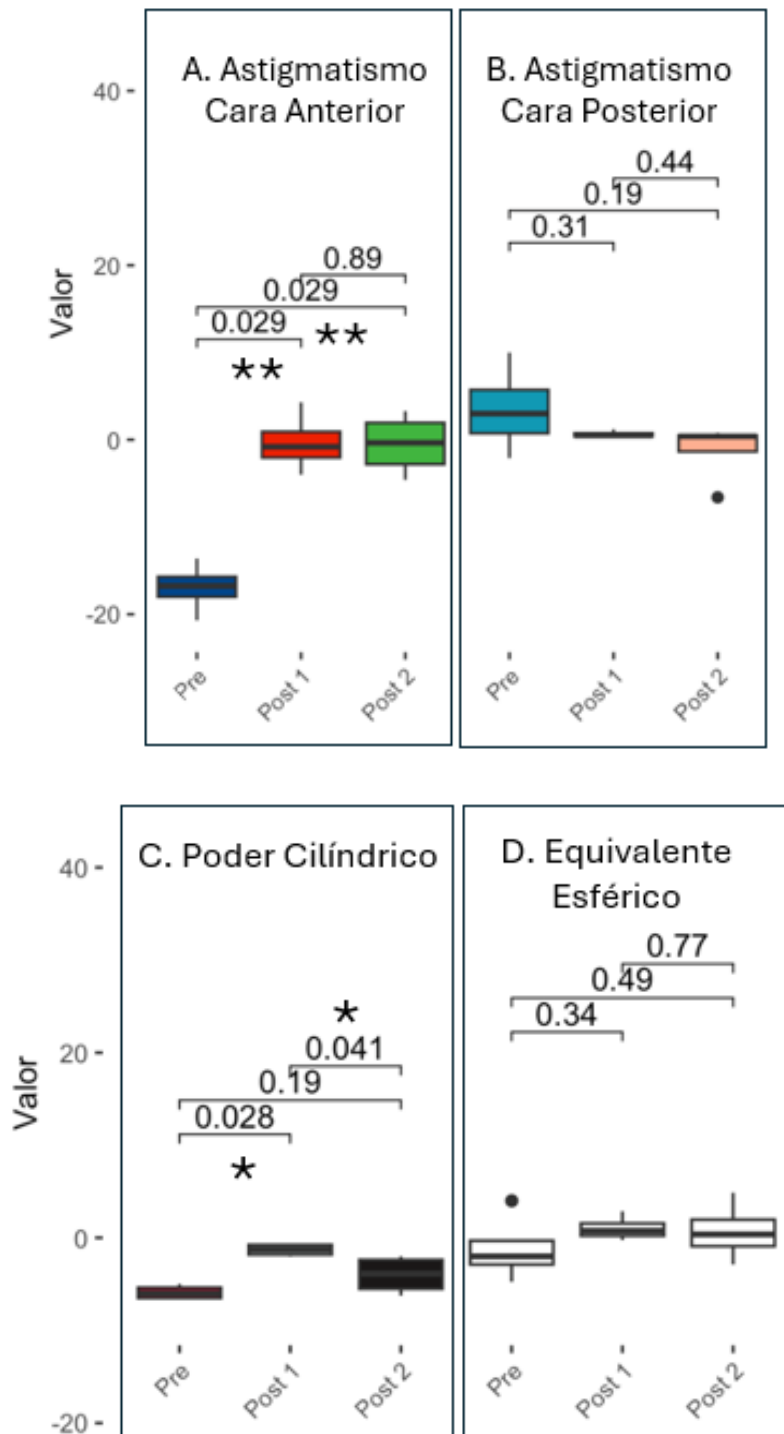 A. Astigmatismo
Cara Anterior
B. Astigmatismo
Cara Posterior
40
20
0
-20
Valor
0.89
0.029
0.029
**
**
0.44
0.19
0.31
Pre
Post 1
Post 2
Pre
Post 1
Post 2
C. Poder Cilíndrico
D. Equivalente
Esférico
40
20
0
-20
Valor
*
0.041
0.19
0.028
*
0.77
0.49
0.34
Pre
Post 1
Post 2
Pre
Post 1
Post 2